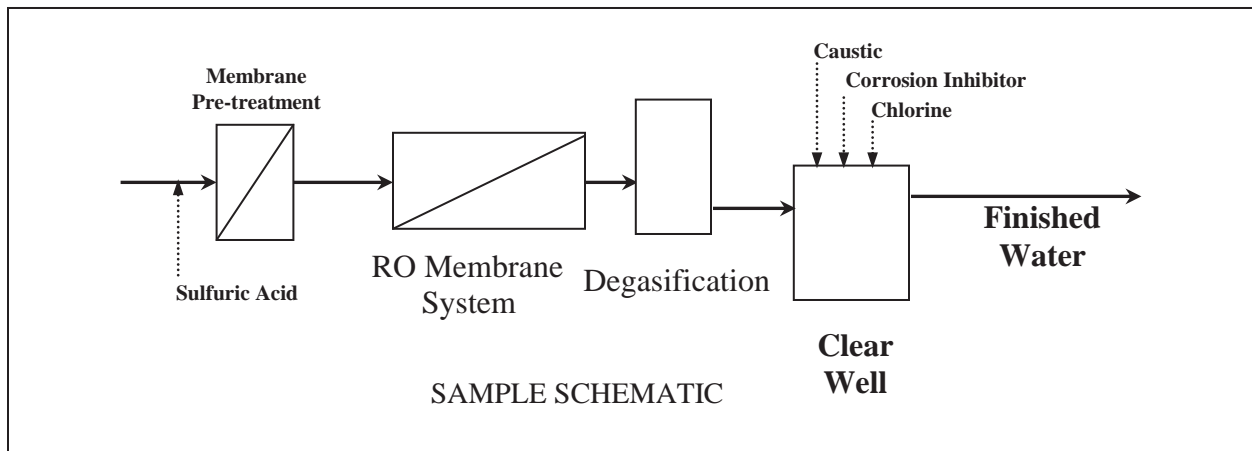 Caustic
Corrosion Inhibitor
Chlorine
Membrane
Pre-treatment
Sulfuric Acid
RO Membrane
System
Degasification
Clear
Well
Finished
Water
SAMPLE SCHEMATIC